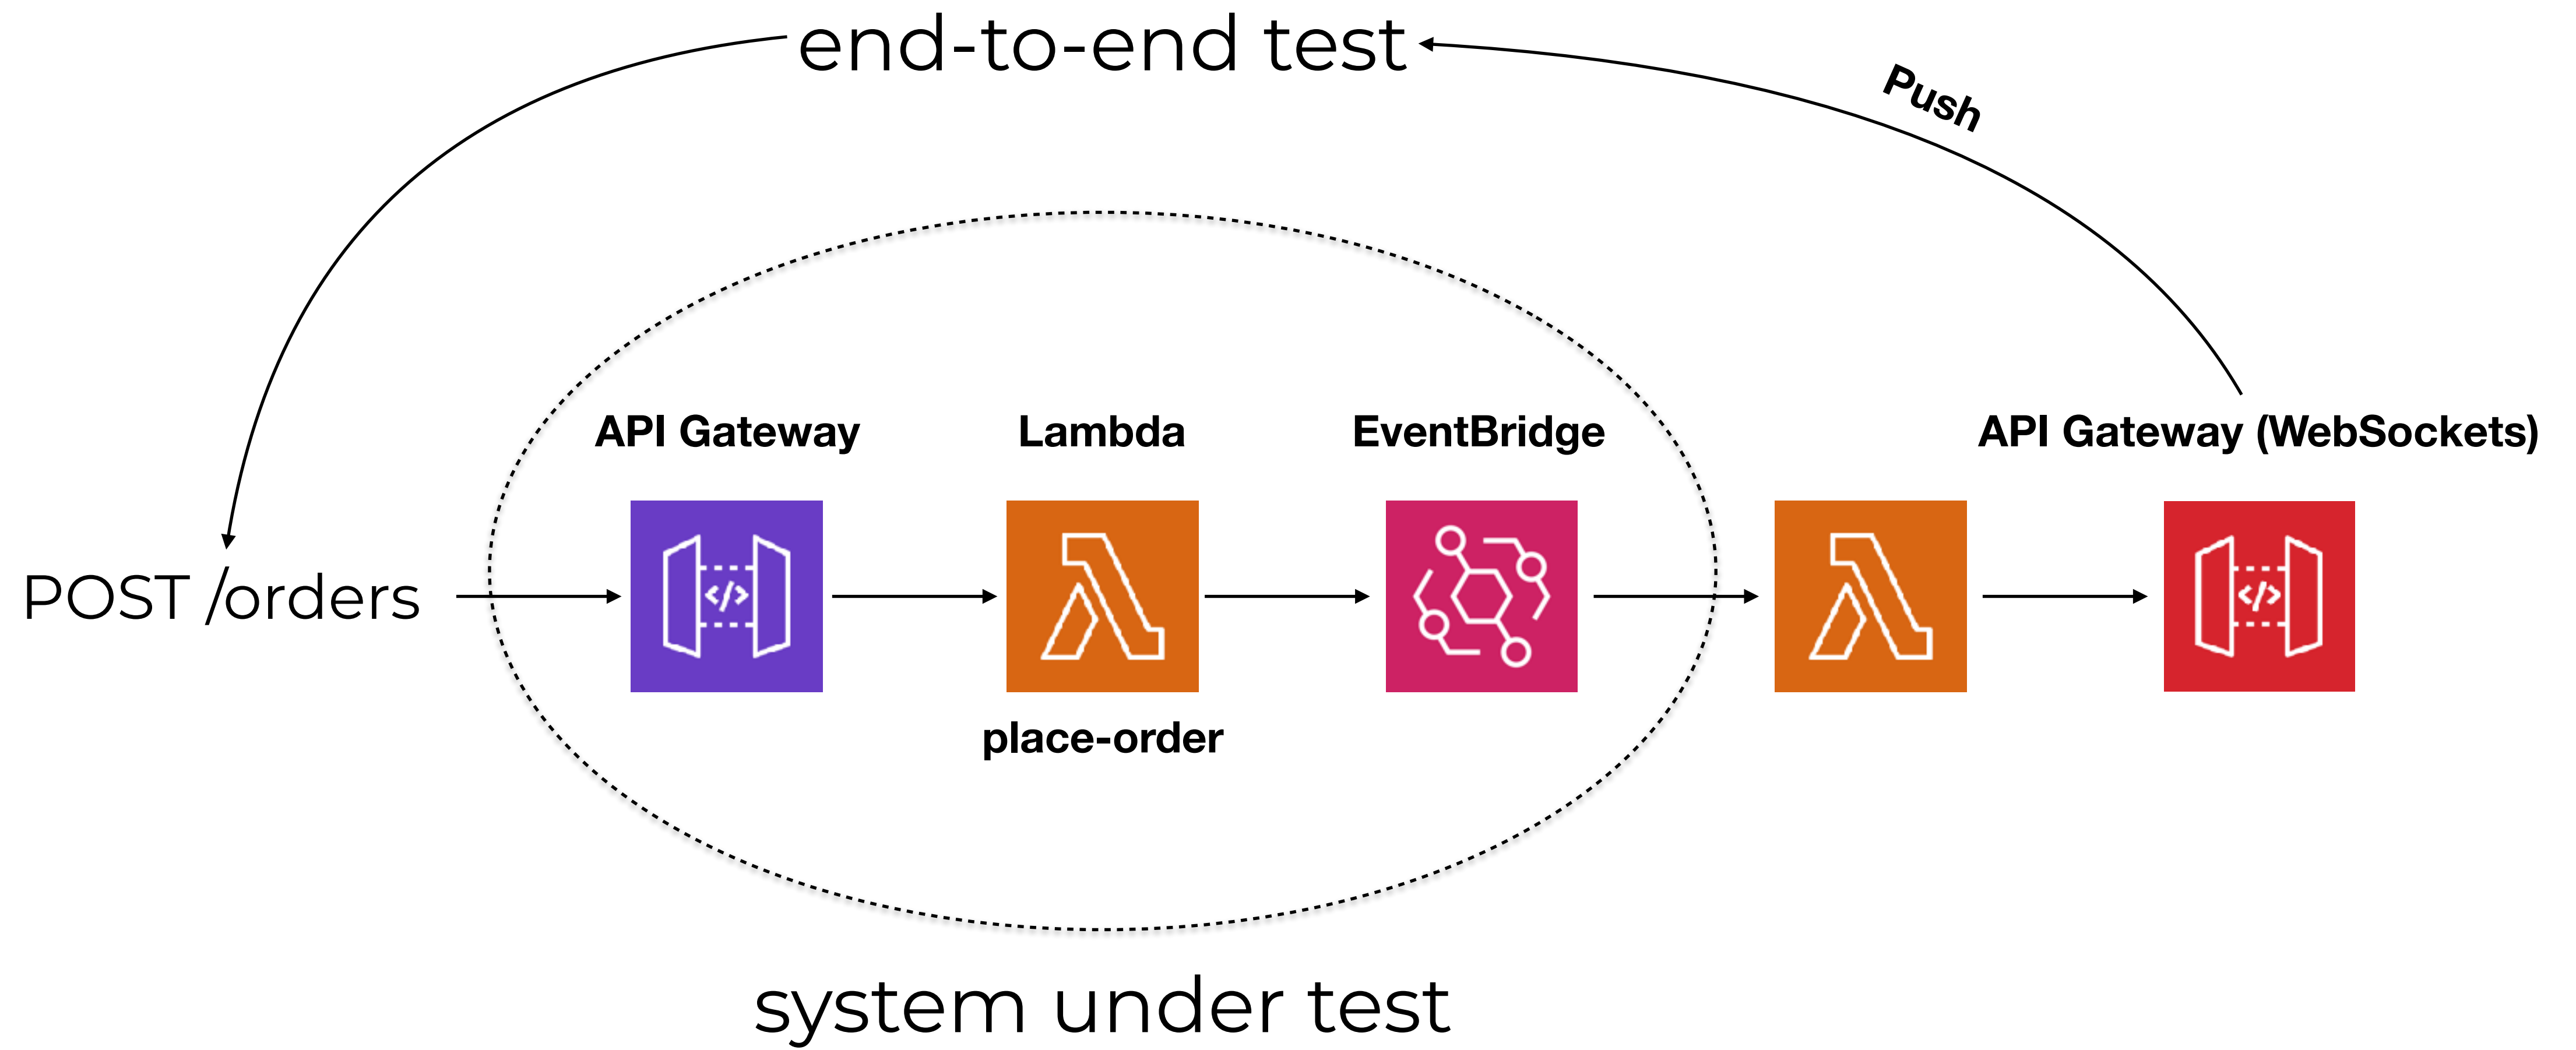 end-to-end test
Push
API Gateway
Lambda
EventBridge
API Gateway (WebSockets)
</>
</>
POST /orders
place-order
system under test